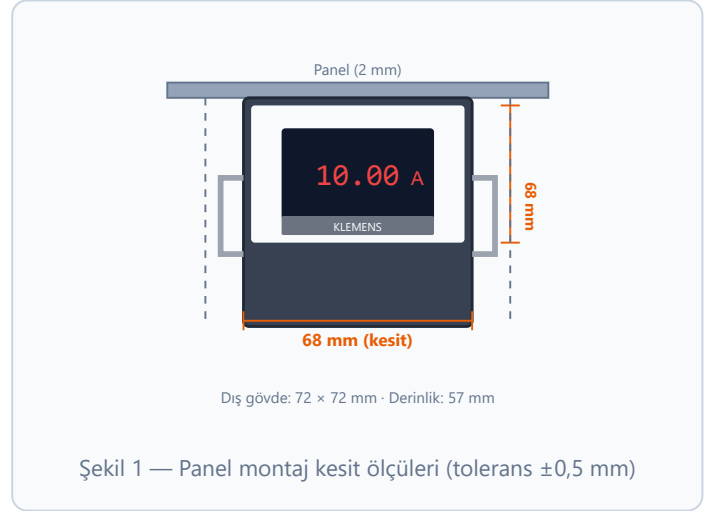 Panel (2 mm)
10.00 A
KLEMENS
68 mm
68 mm (kesit)
Dış gövde: 72 × 72 mm · Derinlik: 57 mm
Şekil 1 — Panel montaj kesit ölçüleri (tolerans ±0,5 mm)